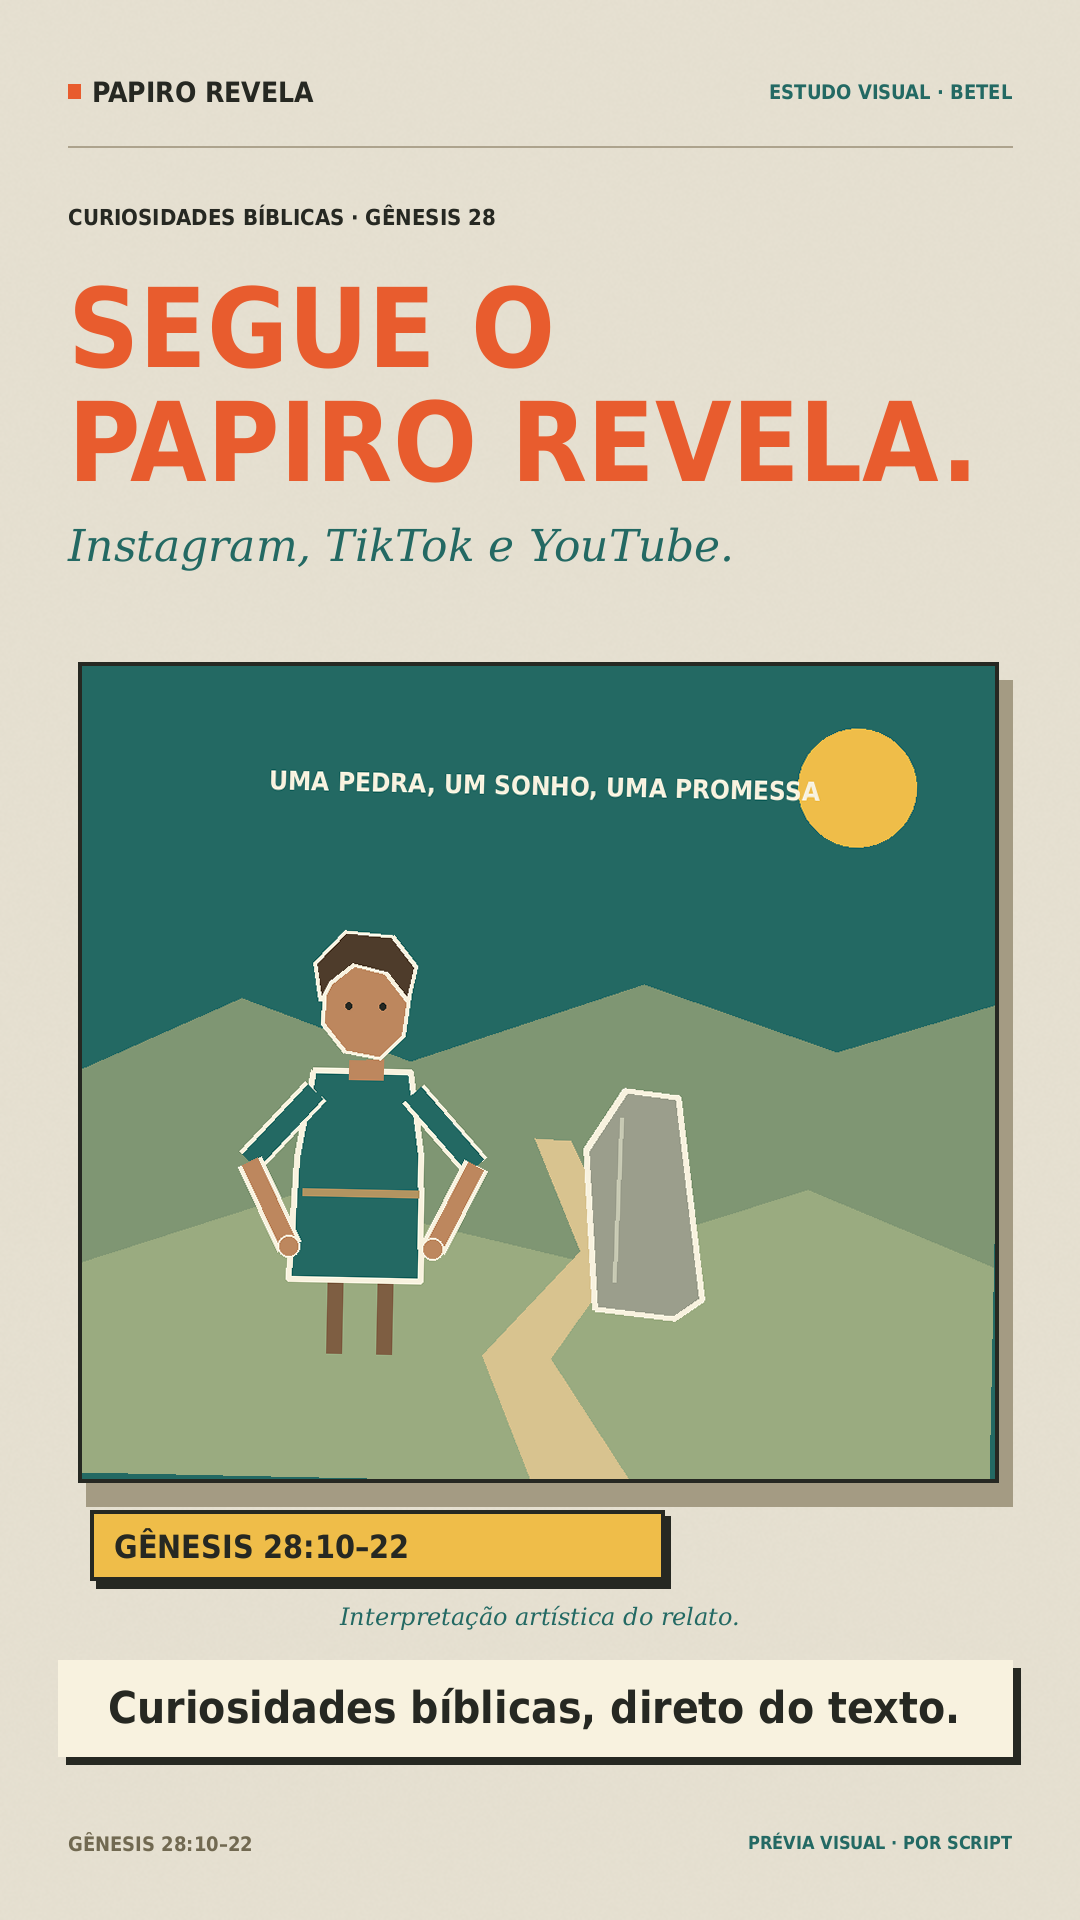 PAPIRO REVELA
ESTUDO VISUAL · BETEL
CURIOSIDADES BÍBLICAS · GÊNESIS 28
SEGUE O
PAPIRO REVELA.
Instagram, TikTok e YouTube.
UMA PEDRA, UM SONHO, UMA PROMESSA
GÊNESIS 28:10–22
Interpretação artística do relato.
Curiosidades bíblicas, direto do texto.
GÊNESIS 28:10–22
PRÉVIA VISUAL · POR SCRIPT